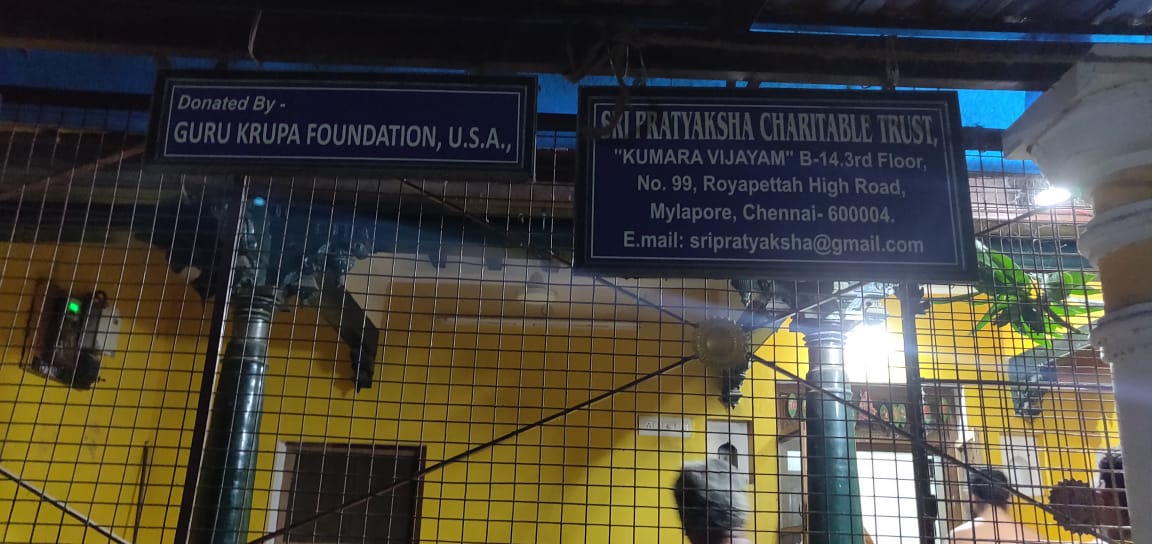 Donated By -
GURU KRUPA FOUNDATION, U.S.A.,
SRI PRATYAKSHA CHARITABLE TRUST,
"KUMARA VIJAYAM" B-14.3rd Floor,
No. 99, Royapettah High Road,
Mylapore, Chennai- 600004.
E.mail: sripratyaksha@gmail.com